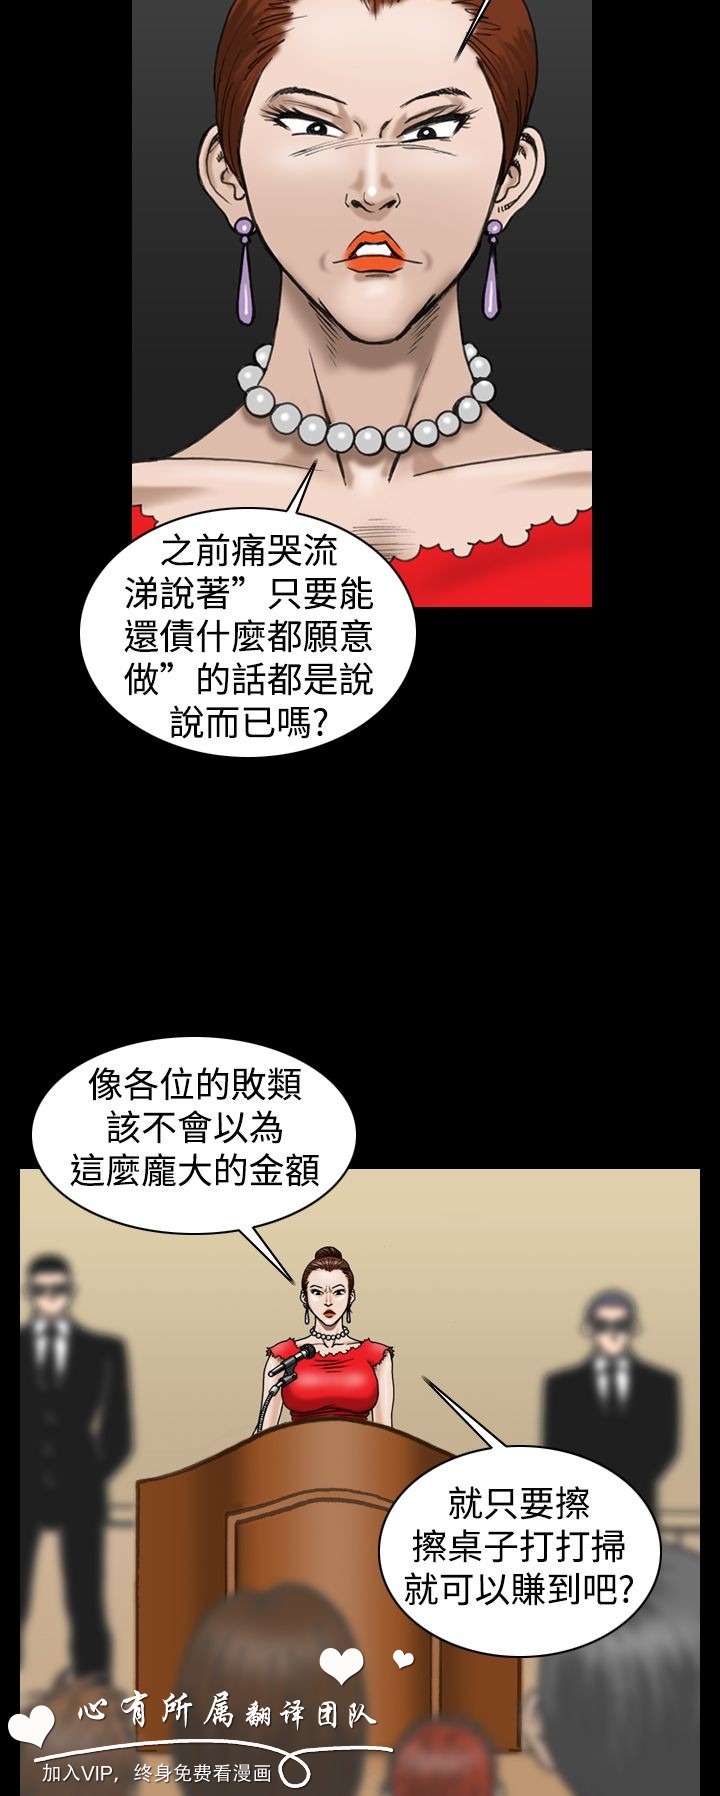 之前痛哭流
涕說著”只要能
還債什麼都願意
做”的話都是說
說而已嗎?
像各位的敗類
該不會以為
這麼龐大的金額
就只要擦
擦桌子打打掃
就可以賺到吧?
心有所属翻译团队
加入VIP，终身免费看漫画